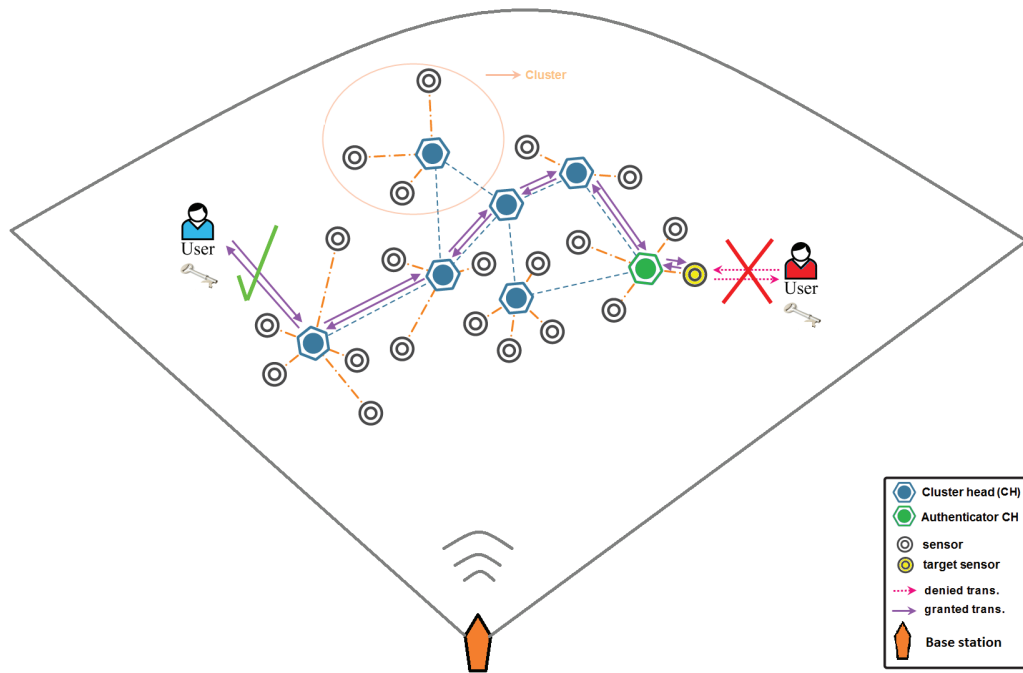 Cluster
User
User
Cluster head (CH)
Authenticator CH
sensor
target sensor
denied trans.
granted trans.
Base station